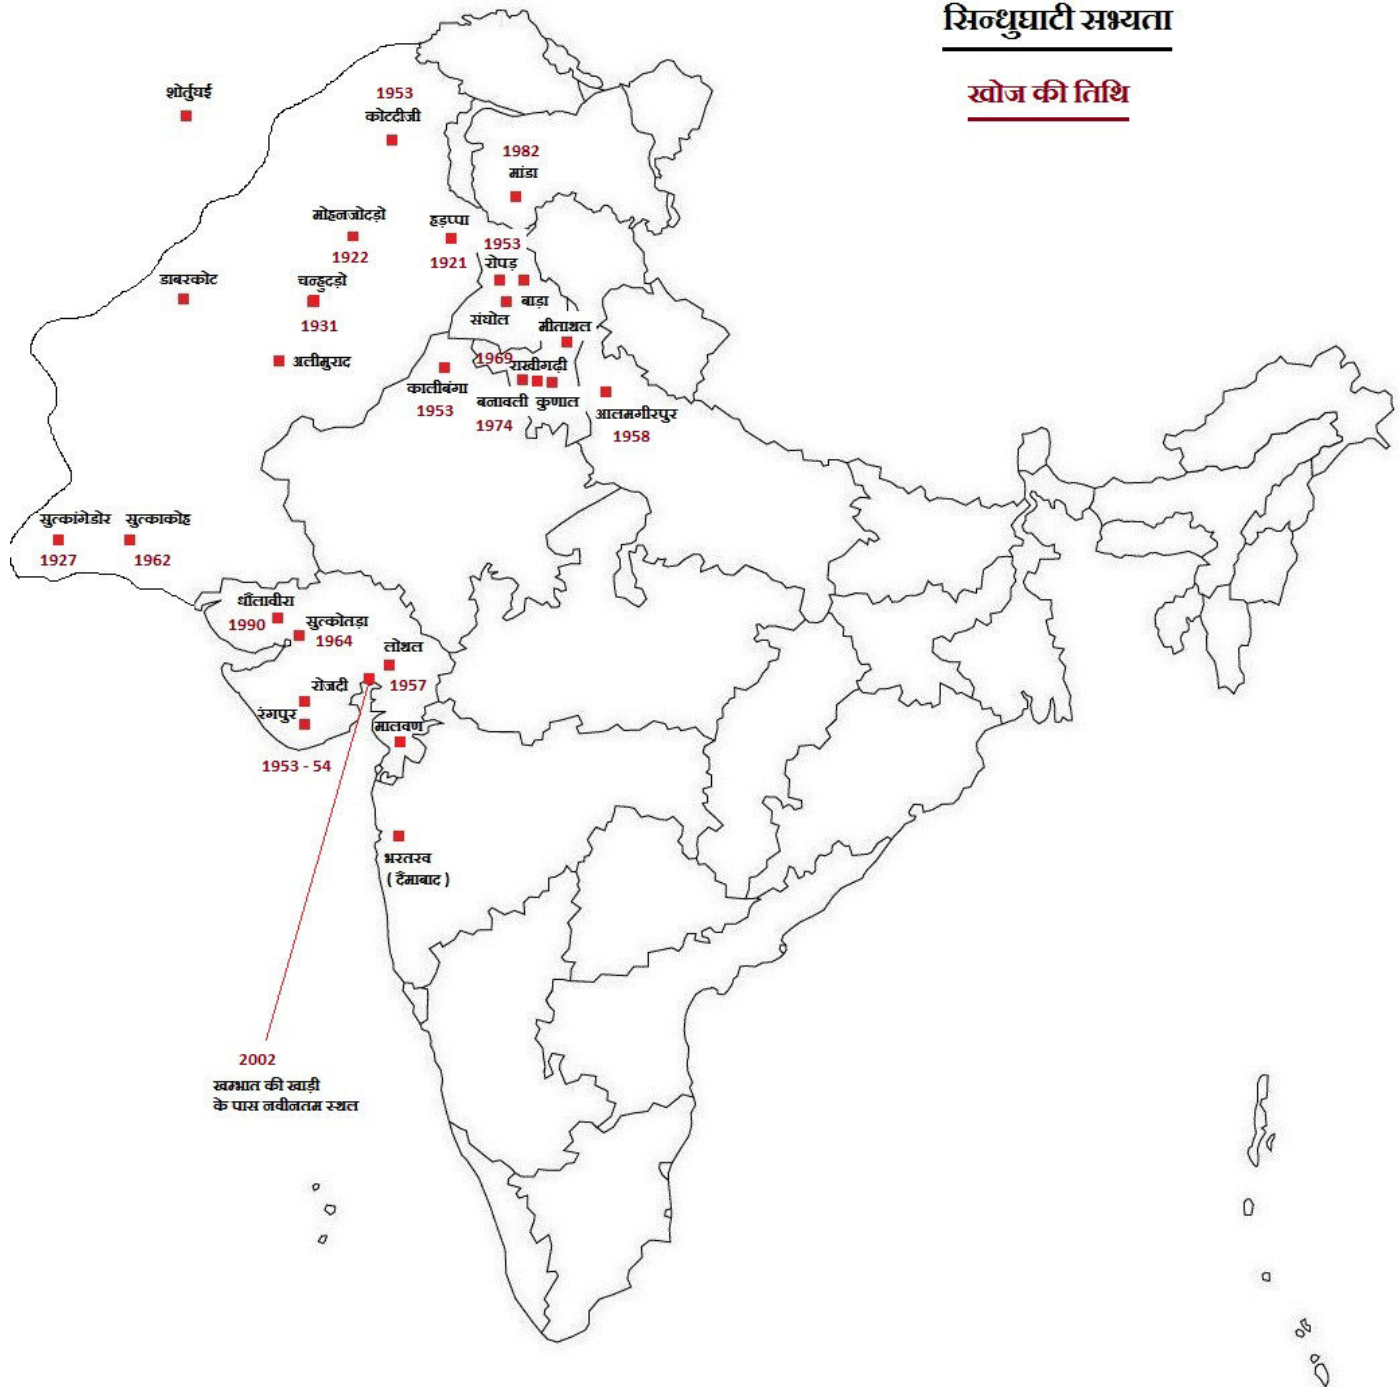 सिन्धुघाटी सभ्यता
खोज की तिथि
शोर्तुघई
1953
कोटदीजी
1982
मांडा
मोहनजोदड़ो
1922
हड़प्पा
1921
1953
रोपड़
बाड़ा
संघोल
डाबरकोट
चन्हुदड़ो
1931
मीताथल
अलीमुराद
1969
राखीगढ़ी
कालीबंगा
1953
बनावली
कुणाल
1974
आलमगीरपुर
1958
सुत्कांगेडोर
1927
सुत्काकोह
1962
धौलावीरा
1990
सुत्कोतड़ा
1964
लोथल
1957
रोजदी
रंगपुर
1953 - 54
मालवण
भरतरव
( दैमाबाद )
2002
खम्भात की खाड़ी
के पास नवीनतम स्थल